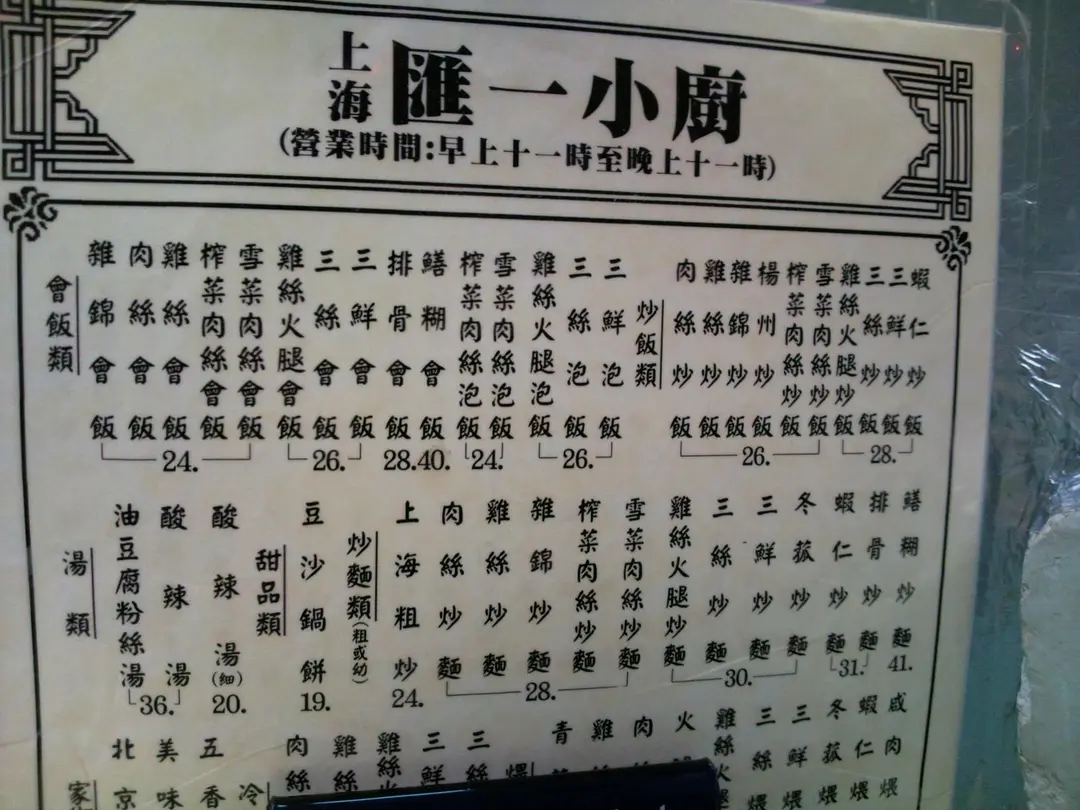 上海
匯一小廚
(營業時間:早上十一時至晚上十一時)
會飯類
雜錦會飯
肉絲會飯
雞絲會飯
榨菜肉絲會飯
雪菜肉絲會飯
24.
雞絲火腿會飯
三絲會飯
三鮮會飯
26.
排骨會飯
28.
鱔糊會飯
40.
榨菜肉絲泡飯
雪菜肉絲泡飯
24.
雞絲火腿泡飯
三絲泡飯
三鮮泡飯
26.
炒飯類
肉絲炒飯
雞絲炒飯
雜錦炒飯
楊州炒飯
榨菜肉絲炒飯
雪菜肉絲炒飯
26.
雞絲火腿炒飯
三絲炒飯
三鮮炒飯
蝦仁炒飯
28.
湯類
油豆腐粉絲湯
酸辣湯
36.
酸辣湯(細)
20.
甜品類
豆沙鍋餅
19.
炒麵類(粗或幼)
上海粗炒
24.
肉絲炒麵
雞絲炒麵
雜錦炒麵
榨菜肉絲炒麵
雪菜肉絲炒麵
28.
雞絲火腿炒麵
三絲炒麵
三鮮炒麵
冬菰炒麵
30.
蝦仁炒麵
排骨炒麵
31.
鱔糊炒麵
41.
家
北京
美味
五香
冷
肉絲
雞絲
雞絲
三鮮
三絲
煨
青
雞
肉
火
雞絲火
三絲煨
三鮮煨
冬菰煨
蝦仁煨
咸肉煨